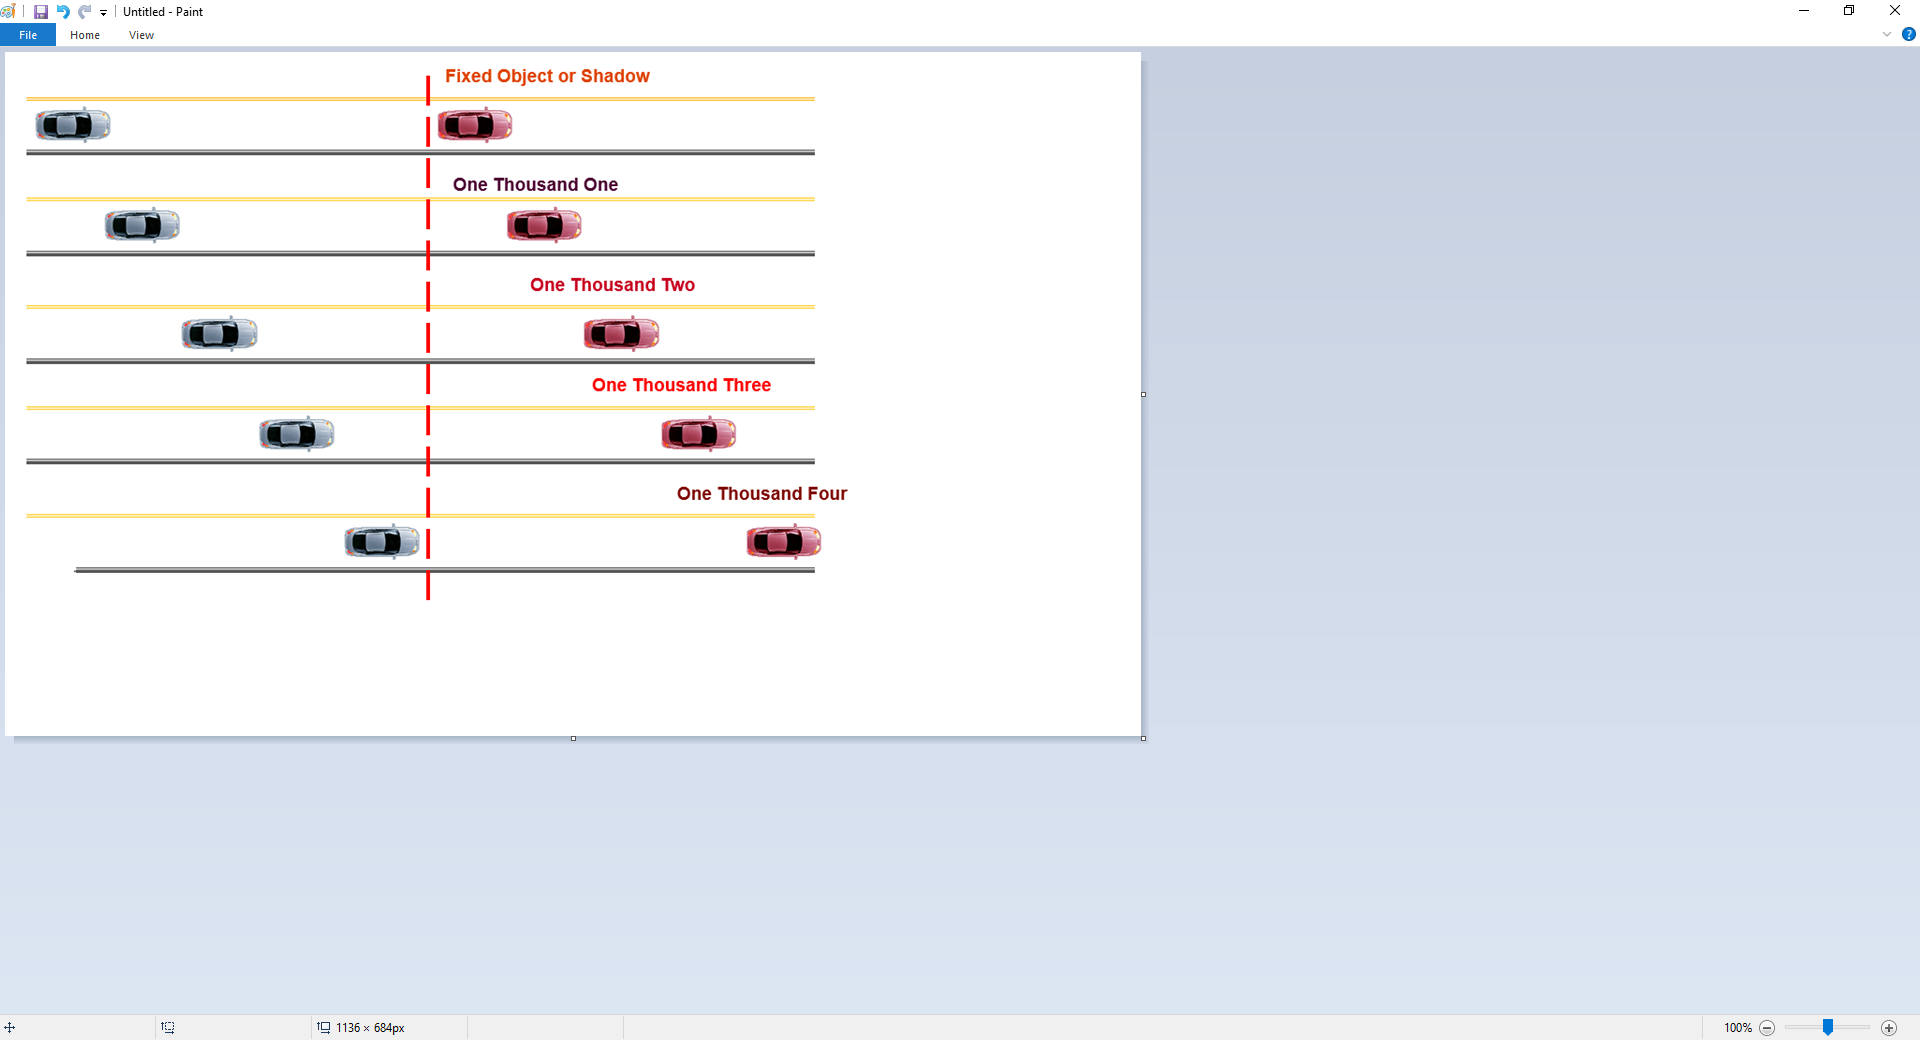 Untitled - Paint
File Home View
Fixed Object or Shadow
One Thousand One
One Thousand Two
One Thousand Three
One Thousand Four
1136 × 684px
100%